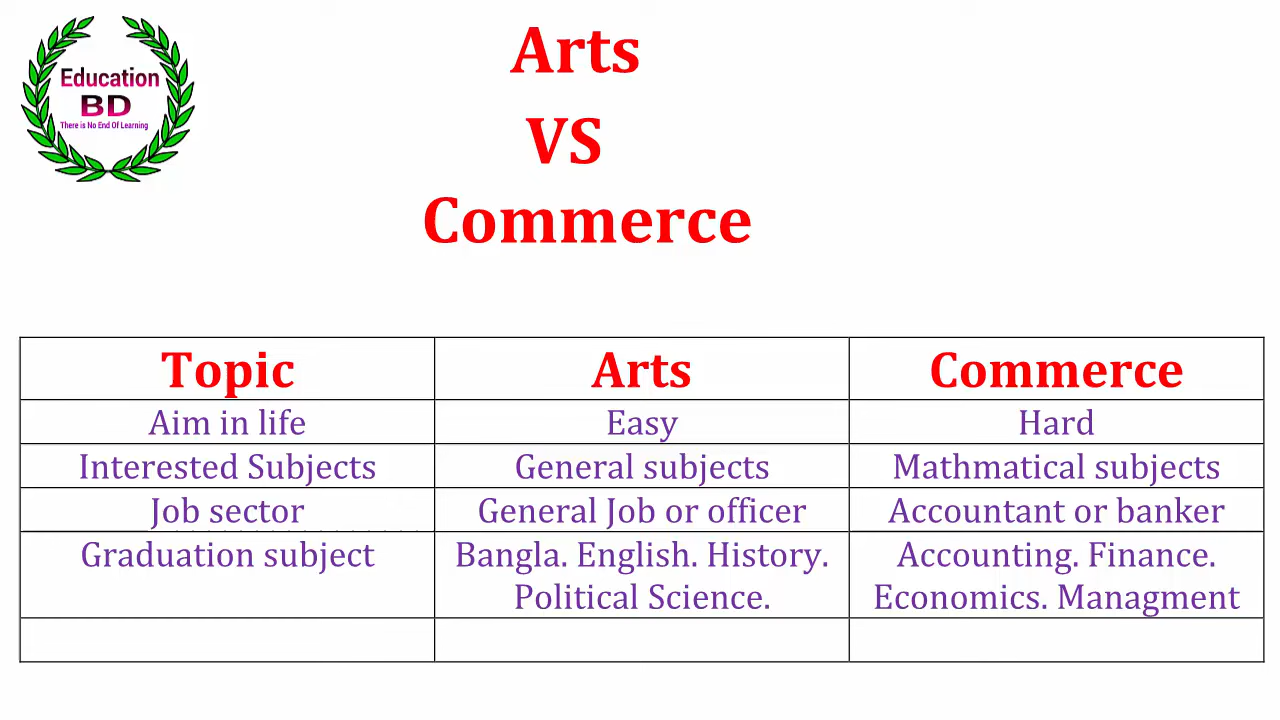 Education
BD
There is No End Of Learning
Arts
VS
Commerce
Topic Arts Commerce
Aim in life Easy Hard
Interested Subjects General subjects Mathmatical subjects
Job sector General Job or officer Accountant or banker
Graduation subject Bangla. English. History. Accounting. Finance.
Political Science. Economics. Managment